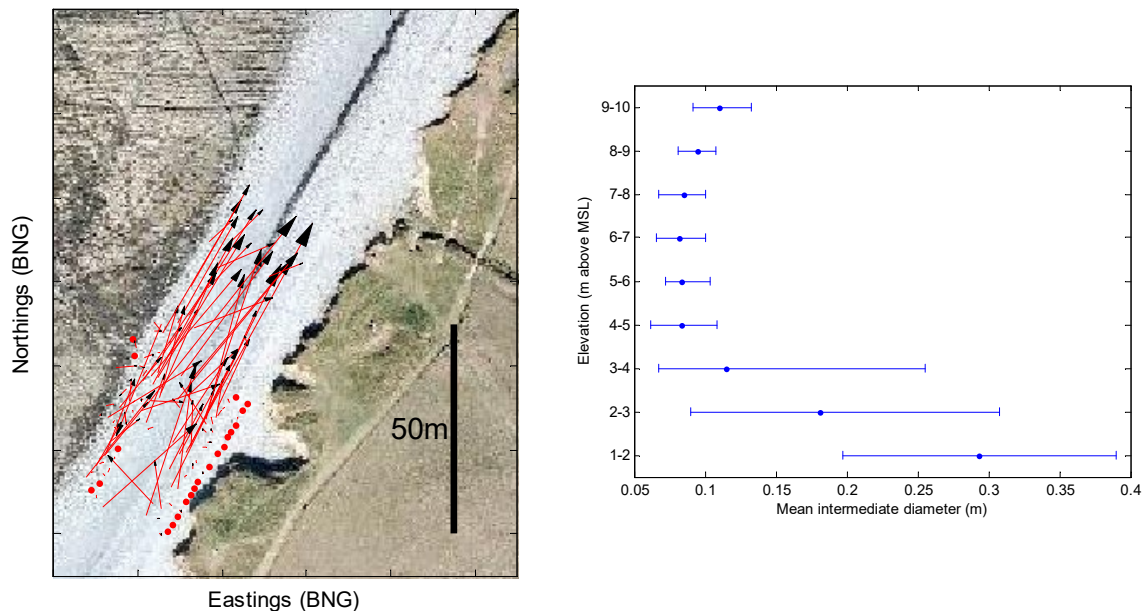 Northings (BNG)
50m
Eastings (BNG)
Elevation (m above MSL)
9-10
8-9
7-8
6-7
5-6
4-5
3-4
2-3
1-2
0.05 0.1 0.15 0.2 0.25 0.3 0.35 0.4
Mean intermediate diameter (m)